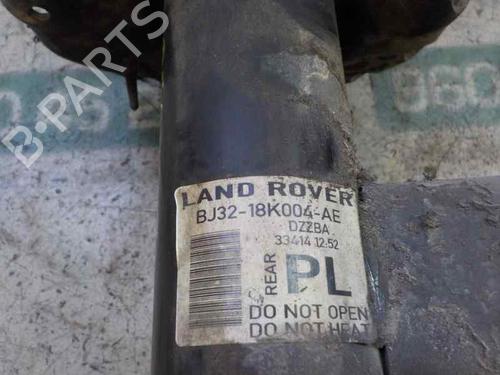 B-PARTS
LAND ROVER
BJ32-18K004-AE
DZZBA
33414 12:52
REAR
PL
DO NOT OPEN
DO NOT HEAT